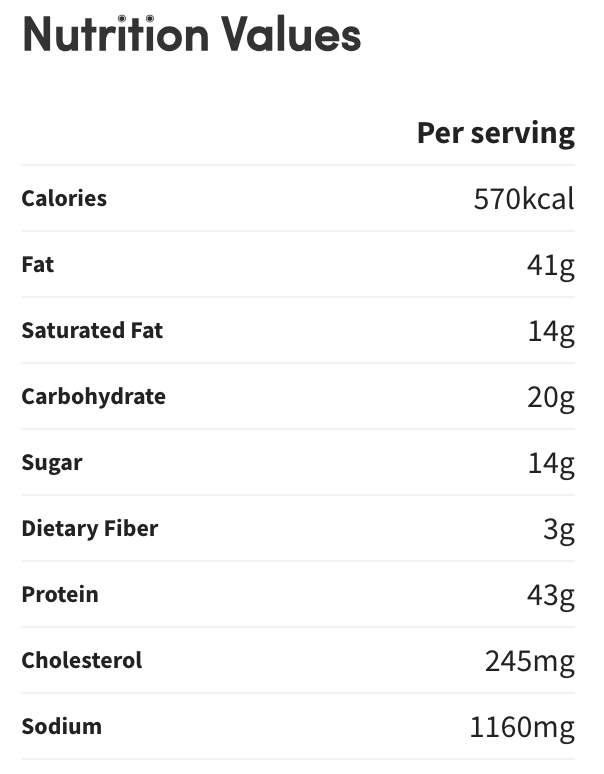 Nutrition Values
Per serving
Calories 570kcal
Fat 41g
Saturated Fat 14g
Carbohydrate 20g
Sugar 14g
Dietary Fiber 3g
Protein 43g
Cholesterol 245mg
Sodium 1160mg